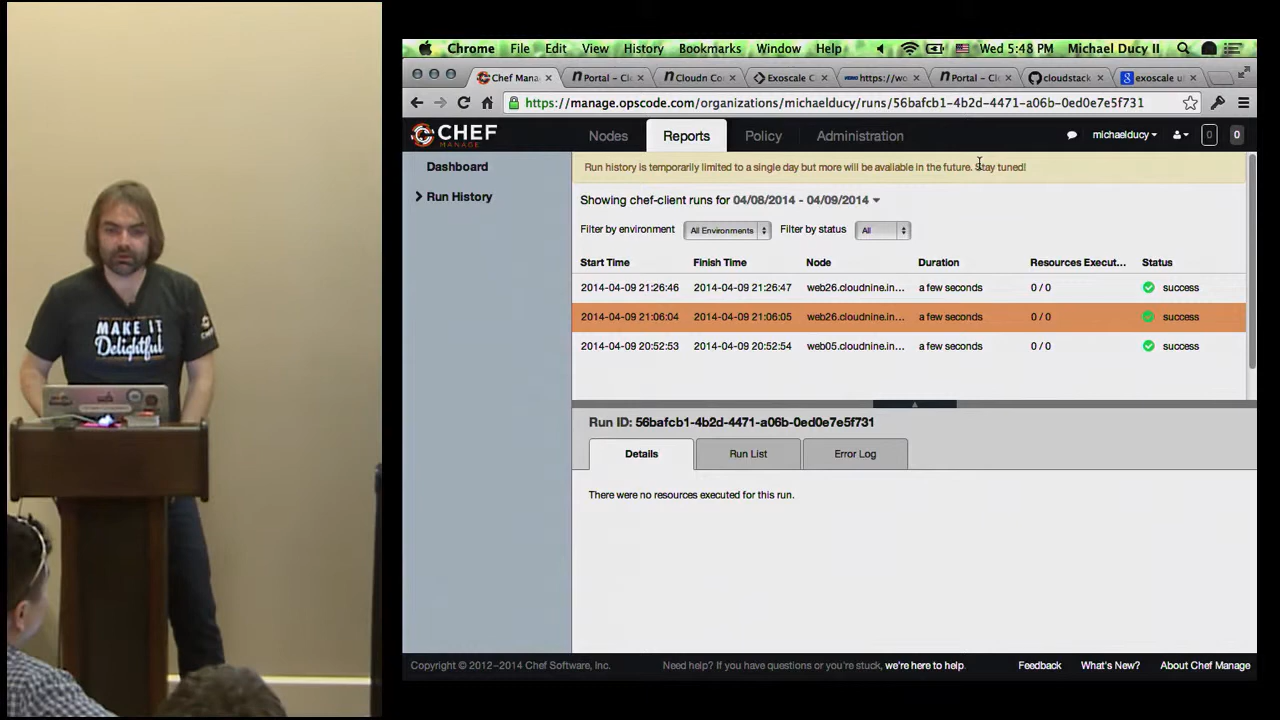 MAKE IT
Delightful
CHEF
Chrome File Edit View History Bookmarks Window Help Wed 5:48 PM Michael Ducy II
Chef Mana Portal – Clo Cloudn Co Exoscale C https://wo Portal – Clo cloudstack exoscale u
https://manage.opscode.com/organizations/michaelducy/runs/56bafcb1-4b2d-4471-a06b-0ed0e7e5f731
CHEF
MANAGE
Nodes Reports Policy Administration michaelducy 0 0
Dashboard
Run History
Run history is temporarily limited to a single day but more will be available in the future. Stay tuned!
Showing chef-client runs for 04/08/2014 - 04/09/2014
Filter by environment All Environments Filter by status All
Start Time Finish Time Node Duration Resources Execut... Status
2014-04-09 21:26:46 2014-04-09 21:26:47 web26.cloudnine.in... a few seconds 0 / 0 success
2014-04-09 21:06:04 2014-04-09 21:06:05 web26.cloudnine.in... a few seconds 0 / 0 success
2014-04-09 20:52:53 2014-04-09 20:52:54 web05.cloudnine.in... a few seconds 0 / 0 success
Run ID: 56bafcb1-4b2d-4471-a06b-0ed0e7e5f731
Details Run List Error Log
There were no resources executed for this run.
Copyright © 2012–2014 Chef Software, Inc. Need help? If you have questions or you're stuck, we're here to help. Feedback What's New? About Chef Manage